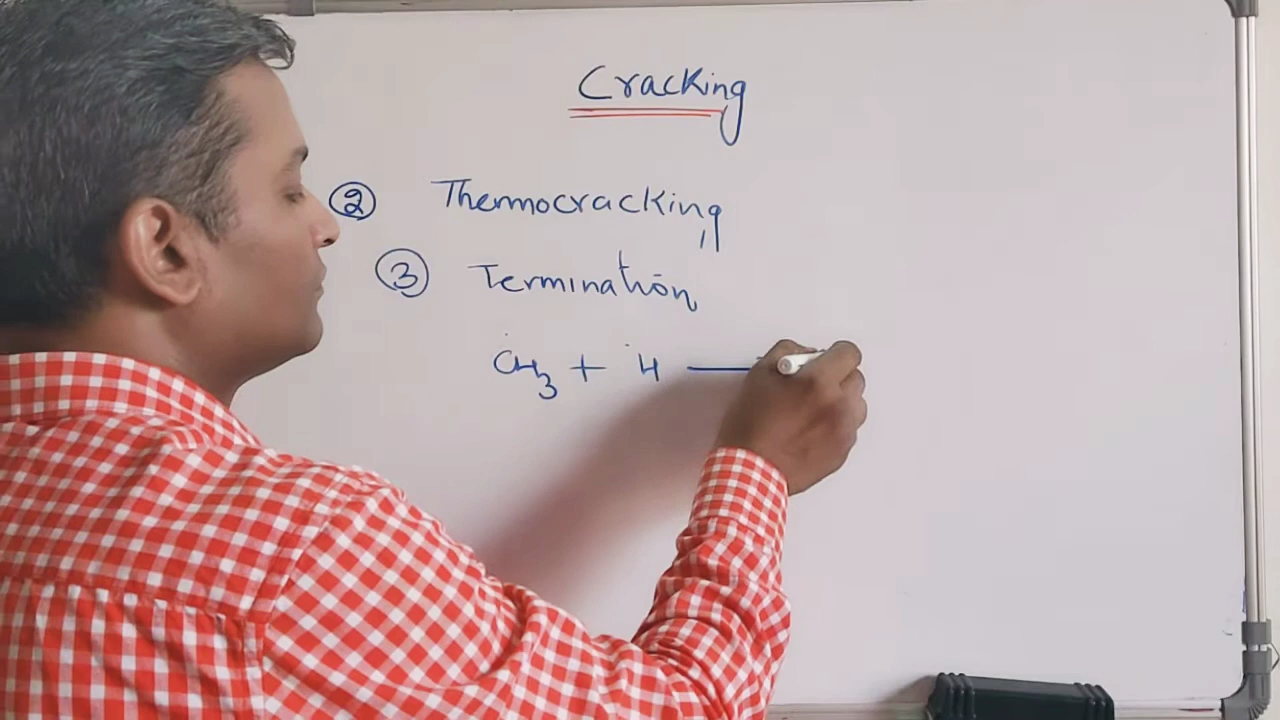 Cracking
② Thermocracking
③ Termination
ĊH₃ + Ḣ —